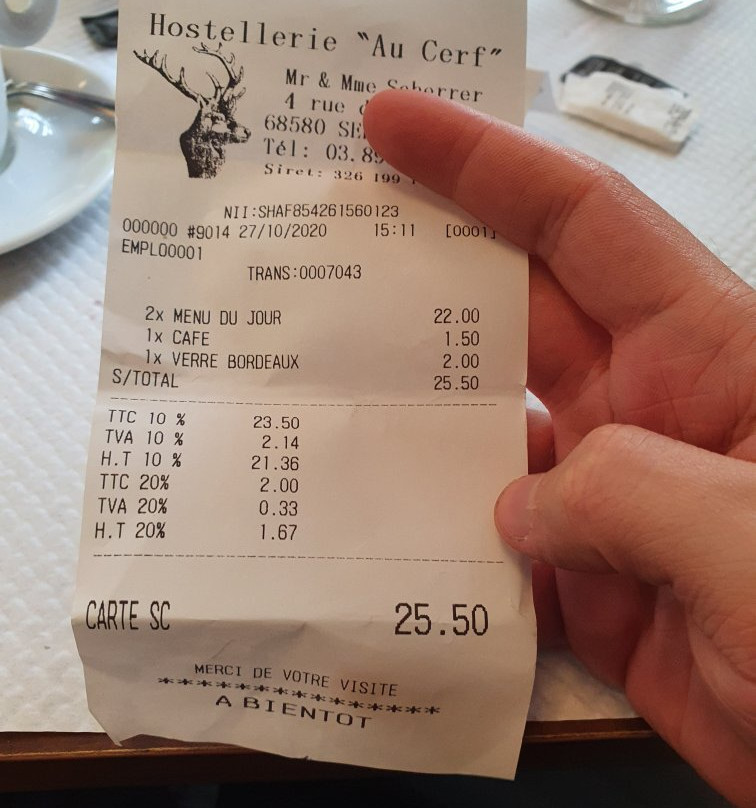 Hostellerie "Au Cerf"
Mr & Mme Scherrer
4 rue
68580
Tél: 03.89
Siret: 326 199
NII:SHAF854261560123
000000 #9014 27/10/2020 15:11 [0001]
EMPL00001
TRANS:0007043
2x MENU DU JOUR 22.00
1x CAFE 1.50
1x VERRE BORDEAUX 2.00
S/TOTAL 25.50
TTC 10 % 23.50
TVA 10 % 2.14
H.T 10 % 21.36
TTC 20% 2.00
TVA 20% 0.33
H.T 20% 1.67
CARTE SC 25.50
MERCI DE VOTRE VISITE
*********************
A BIENTOT